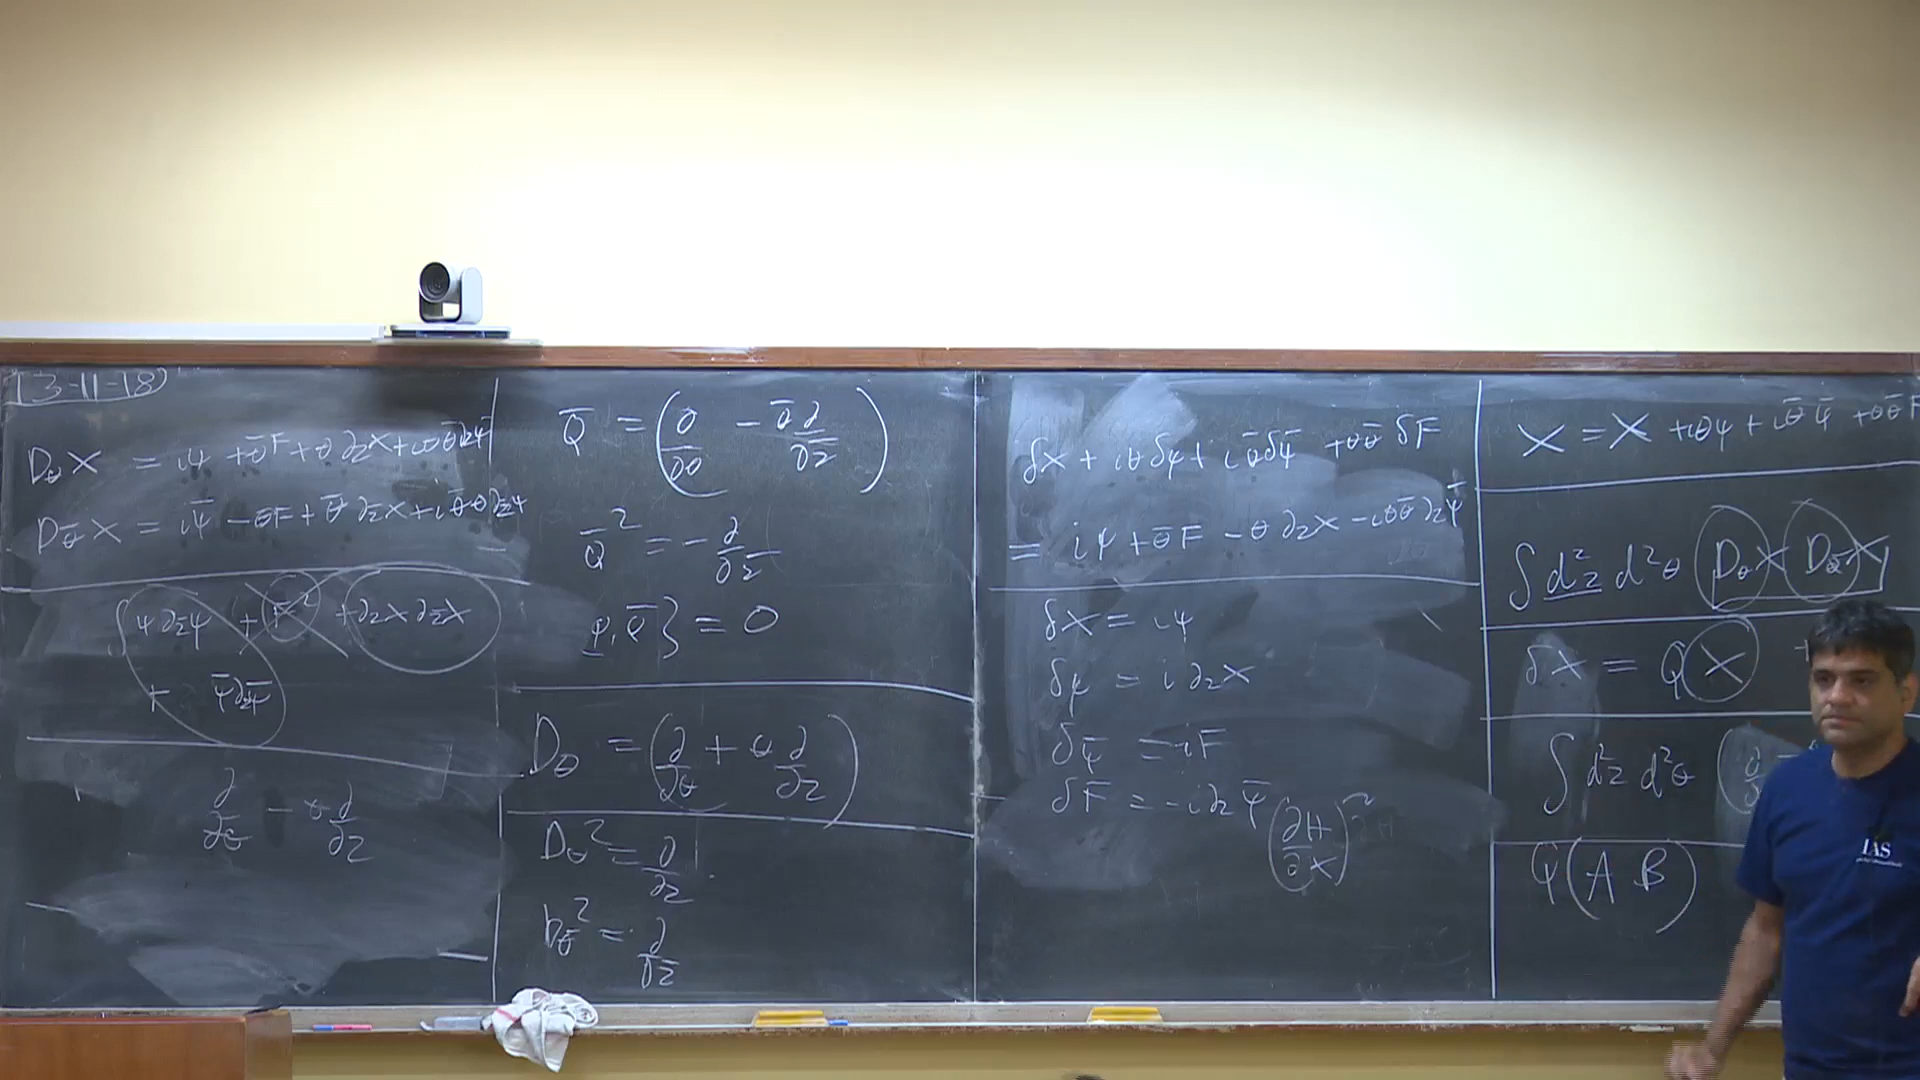 (3-11-18)
D_θ X = iψ + θ̄F + θ ∂_z X + iθθ̄ ∂_z ψ̄
D_θ̄ X = iψ̄ - θF + θ̄ ∂_z̄ X + iθ̄θ ∂_z̄ ψ
∫ ψ ∂_z̄ ψ + F² + ∂_z X ∂_z̄ X
+ ψ̄ ∂_z ψ̄
∂/∂θ - θ ∂/∂z
Q̄ = (∂/∂θ̄ - θ̄ ∂/∂z̄)
Q̄² = - ∂/∂z̄
{Q, Q̄} = 0
D_θ = (∂/∂θ + θ ∂/∂z)
D_θ² = ∂/∂z
D_θ̄² = ∂/∂z̄
δX + iθδψ + iθ̄δψ̄ + θθ̄ δF
= iψ + θ̄F - θ ∂_z X - iθθ̄ ∂_z ψ̄
δX = iψ
δψ = i ∂_z X
δψ̄ = -iF
δF = -i ∂_z ψ̄
(∂H/∂X)²
X = X + iθψ + iθ̄ψ̄ + θθ̄F
∫ d²z d²θ D_θ X D_θ̄ X
δX = Q(X) +
∫ d²z d²θ (∂
Q(A B)
IAS